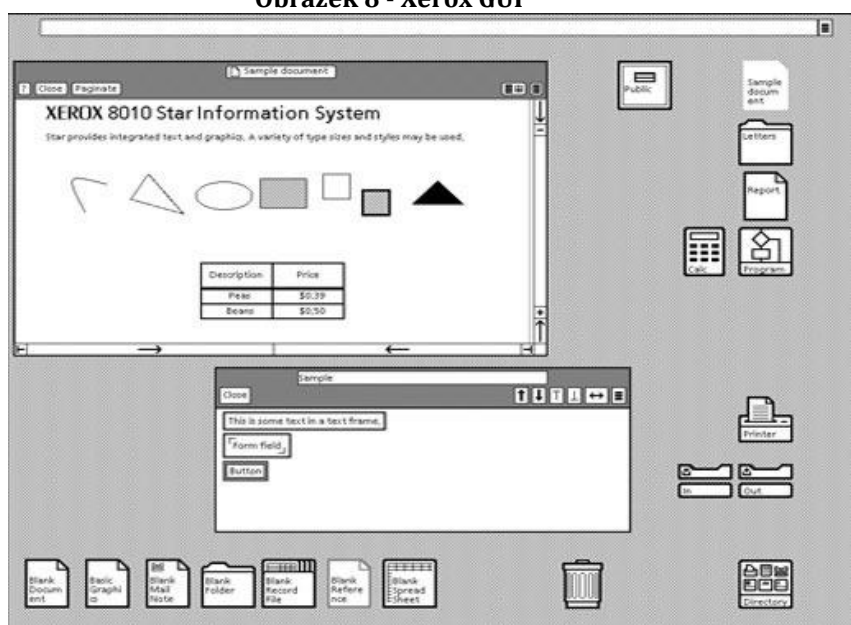 Obrázek 8 - Xerox GUI
Sample document
? Close Paginate
XEROX 8010 Star Information System
Star provides integrated text and graphics. A variety of type sizes and styles may be used.
Description Price
Peas $0.39
Beans $0.50
Public
Sample
docum
ent
Letters
Report
Calc
Program
Sample
Close
This is some text in a text frame.
Form field
Button
Printer
In
Out
Blank
Docum
ent
Basic
Graphi
c
Blank
Mail
Note
Blank
Folder
Blank
Record
File
Blank
Refere
nce
Blank
Spread
Sheet
Directory